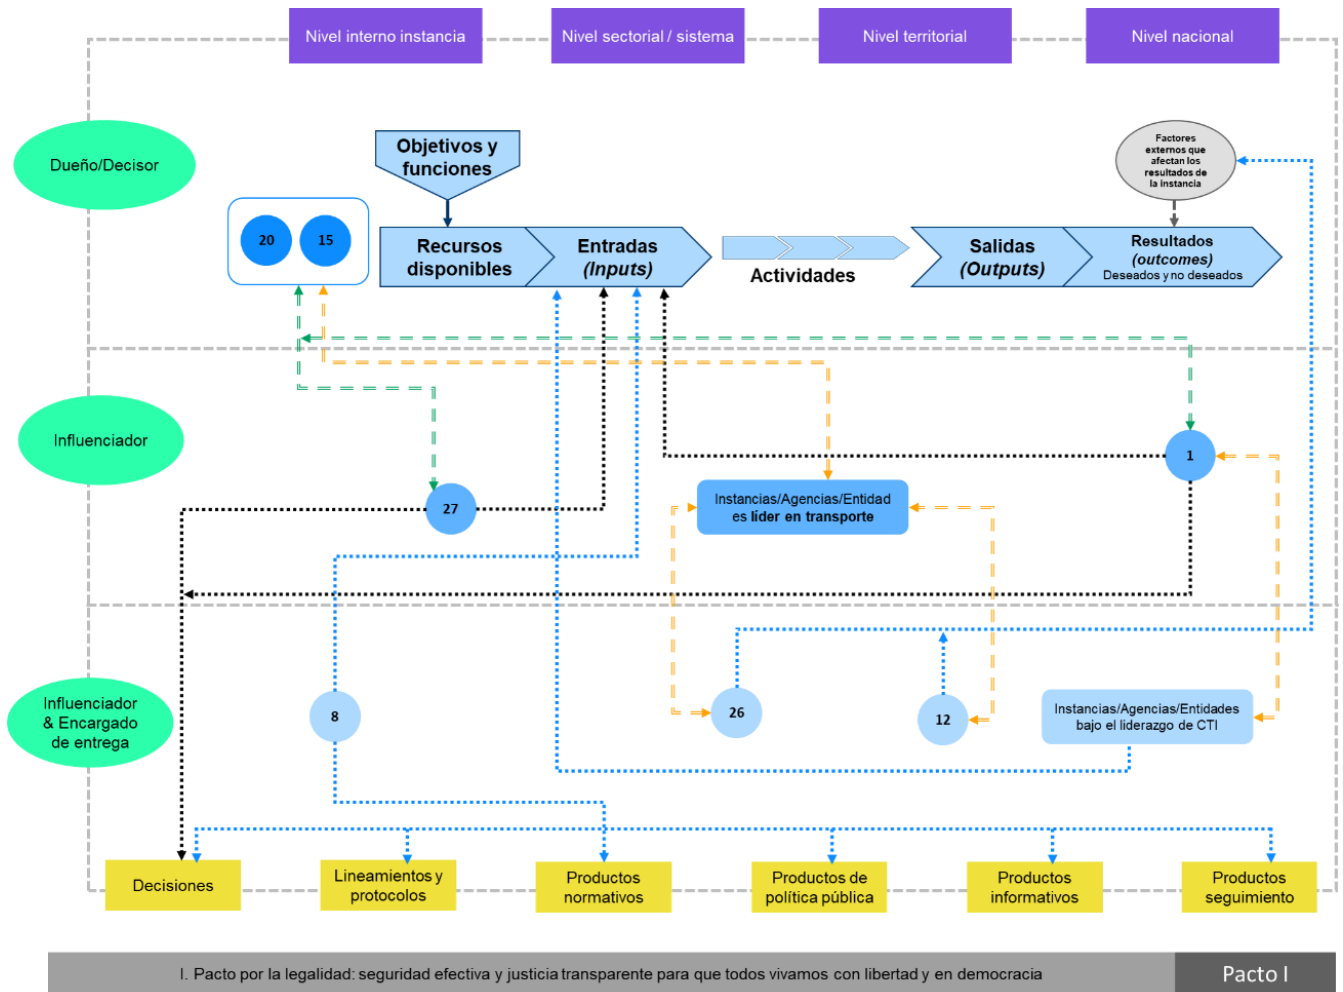 Nivel interno instancia
Nivel sectorial / sistema
Nivel territorial
Nivel nacional
Dueño/Decisor
Objetivos y
funciones
Factores
externos que
afectan los
resultados de
la instancia
20
15
Recursos
disponibles
Entradas
(Inputs)
Actividades
Salidas
(Outputs)
Resultados
(outcomes)
Deseados y no deseados
Influenciador
1
27
Instancias/Agencias/Entidad
es líder en transporte
Influenciador
& Encargado
de entrega
8
26
12
Instancias/Agencias/Entidades
bajo el liderazgo de CTI
Decisiones
Lineamientos y
protocolos
Productos
normativos
Productos de
política pública
Productos
informativos
Productos
seguimiento
I. Pacto por la legalidad: seguridad efectiva y justicia transparente para que todos vivamos con libertad y en democracia
Pacto I